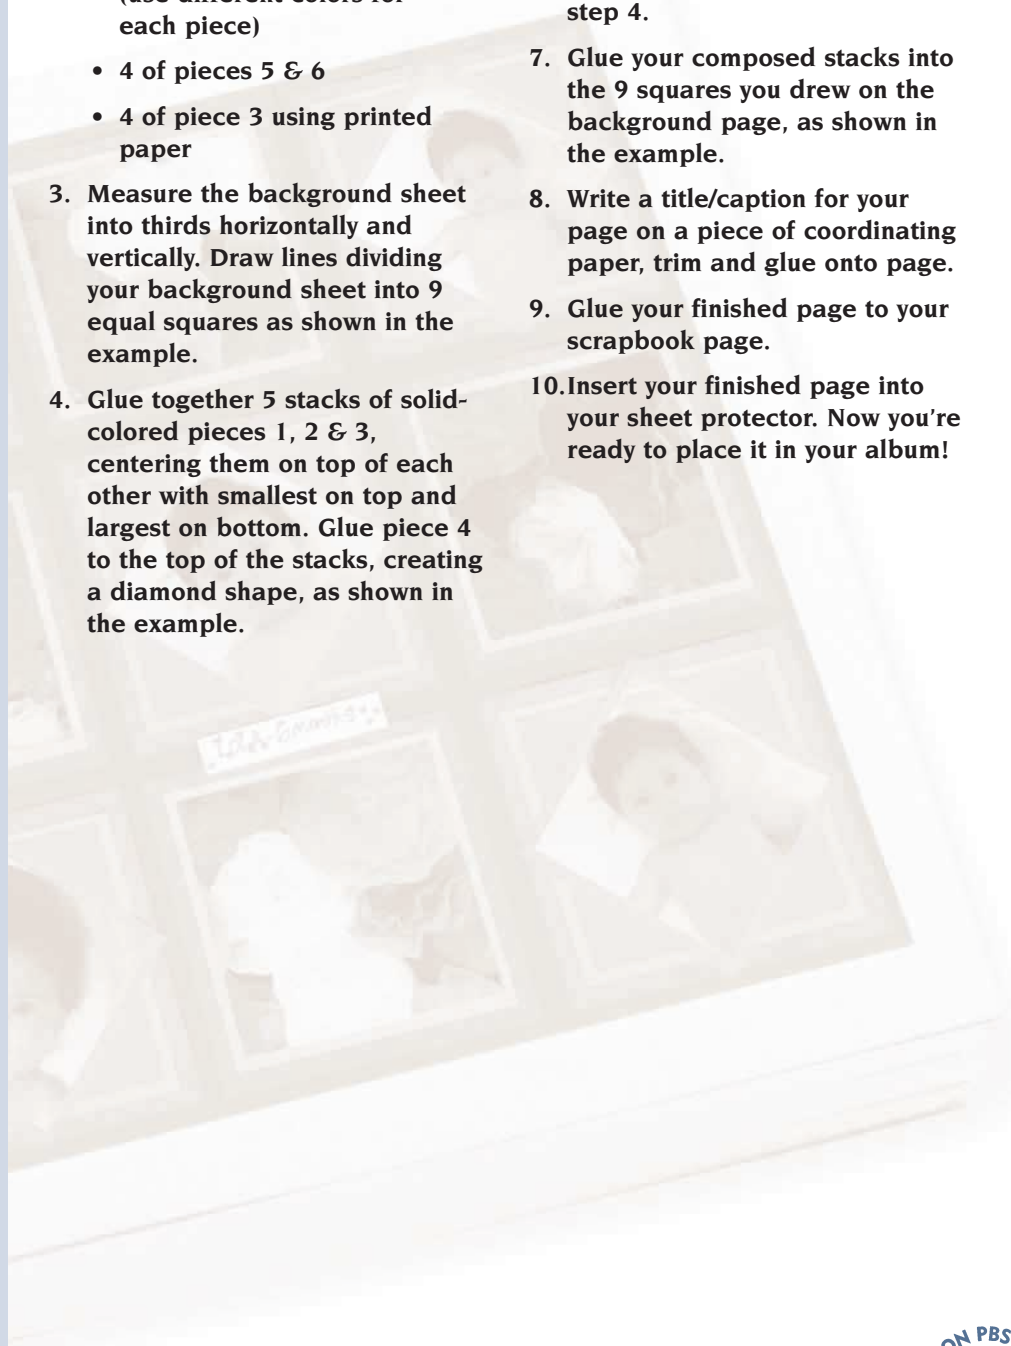 (use different colors for
each piece)
• 4 of pieces 5 & 6
• 4 of piece 3 using printed
paper
3. Measure the background sheet
into thirds horizontally and
vertically. Draw lines dividing
your background sheet into 9
equal squares as shown in the
example.
4. Glue together 5 stacks of solid-
colored pieces 1, 2 & 3,
centering them on top of each
other with smallest on top and
largest on bottom. Glue piece 4
to the top of the stacks, creating
a diamond shape, as shown in
the example.
step 4.
7. Glue your composed stacks into
the 9 squares you drew on the
background page, as shown in
the example.
8. Write a title/caption for your
page on a piece of coordinating
paper, trim and glue onto page.
9. Glue your finished page to your
scrapbook page.
10.Insert your finished page into
your sheet protector. Now you're
ready to place it in your album!
ON PBS